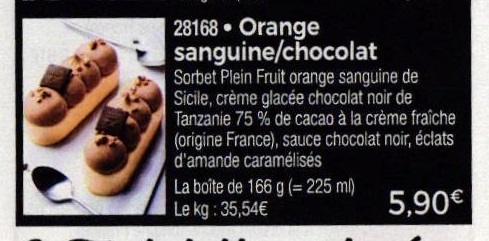 28168 • Orange
sanguine/chocolat
Sorbet Plein Fruit orange sanguine de
Sicile, crème glacée chocolat noir de
Tanzanie 75 % de cacao à la crème fraîche
(origine France), sauce chocolat noir, éclats
d'amande caramélisés
La boîte de 166 g (= 225 ml)
Le kg : 35,54€
5,90€